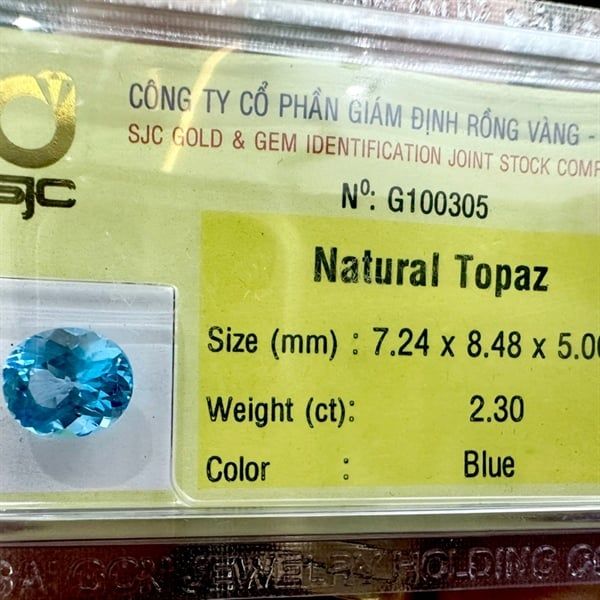 SJC
CÔNG TY CỔ PHẦN GIÁM ĐỊNH RỒNG VÀNG -
SJC GOLD & GEM IDENTIFICATION JOINT STOCK COMP
Nº: G100305
Natural Topaz
Size (mm) : 7.24 x 8.48 x 5.00
Weight (ct): 2.30
Color : Blue
JEWELRY HOLDING